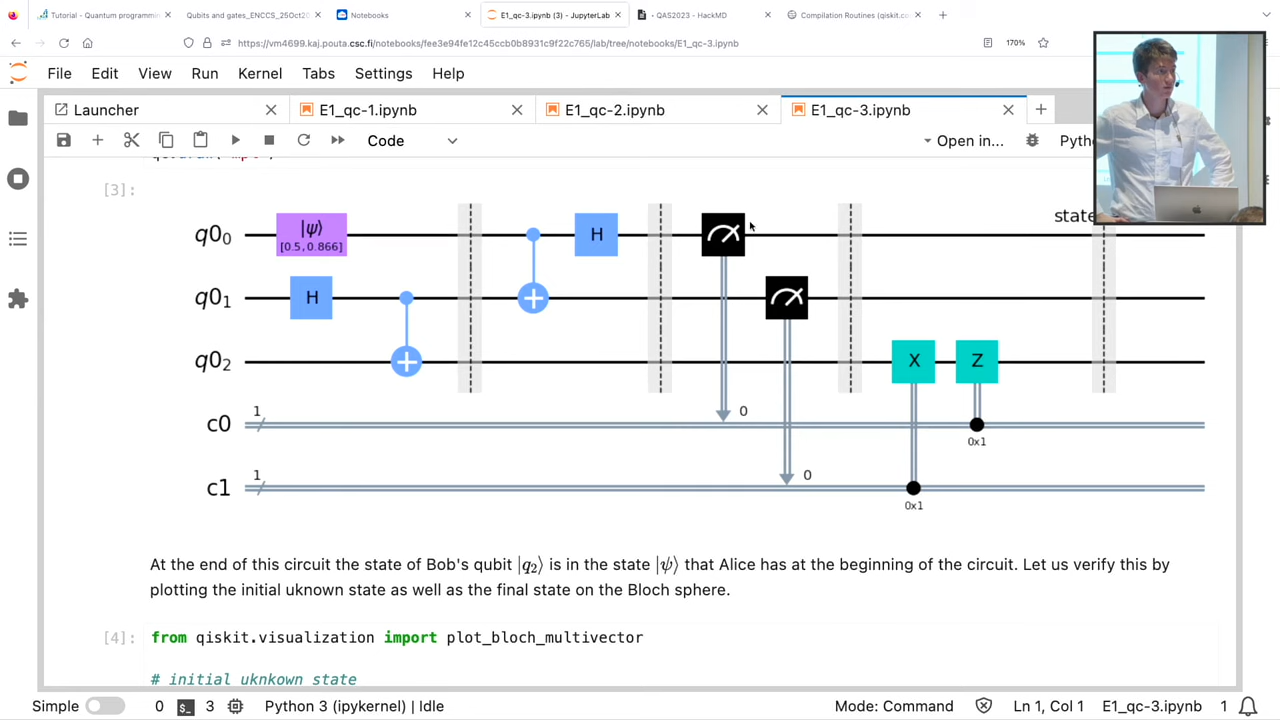 Tutorial - Quantum programmin
Qubits and gates_ENCCS_25Oct20
Notebooks
E1_qc-3.ipynb (3) - JupyterLab
• QAS2023 - HackMD
Compilation Routines (qiskit.co
https://vm4699.kaj.pouta.csc.fi/notebooks/fee3e94fe12c45ccb0b8931c9f22c765/lab/tree/notebooks/E1_qc-3.ipynb
170%
File Edit View Run Kernel Tabs Settings Help
Launcher
E1_qc-1.ipynb
E1_qc-2.ipynb
E1_qc-3.ipynb
Code
Open in...
Pyth
[3]:
state
q0₀ |ψ⟩ H
[0.5, 0.866]
q0₁ H
q0₂ X Z
c0 1 0
0x1
c1 1 0
0x1
At the end of this circuit the state of Bob's qubit |q₂⟩ is in the state |ψ⟩ that Alice has at the beginning of the circuit. Let us verify this by
plotting the initial uknown state as well as the final state on the Bloch sphere.
[4]: from qiskit.visualization import plot_bloch_multivector
# initial uknkown state
Simple 0 3 Python 3 (ipykernel) | Idle Mode: Command Ln 1, Col 1 E1_qc-3.ipynb 1